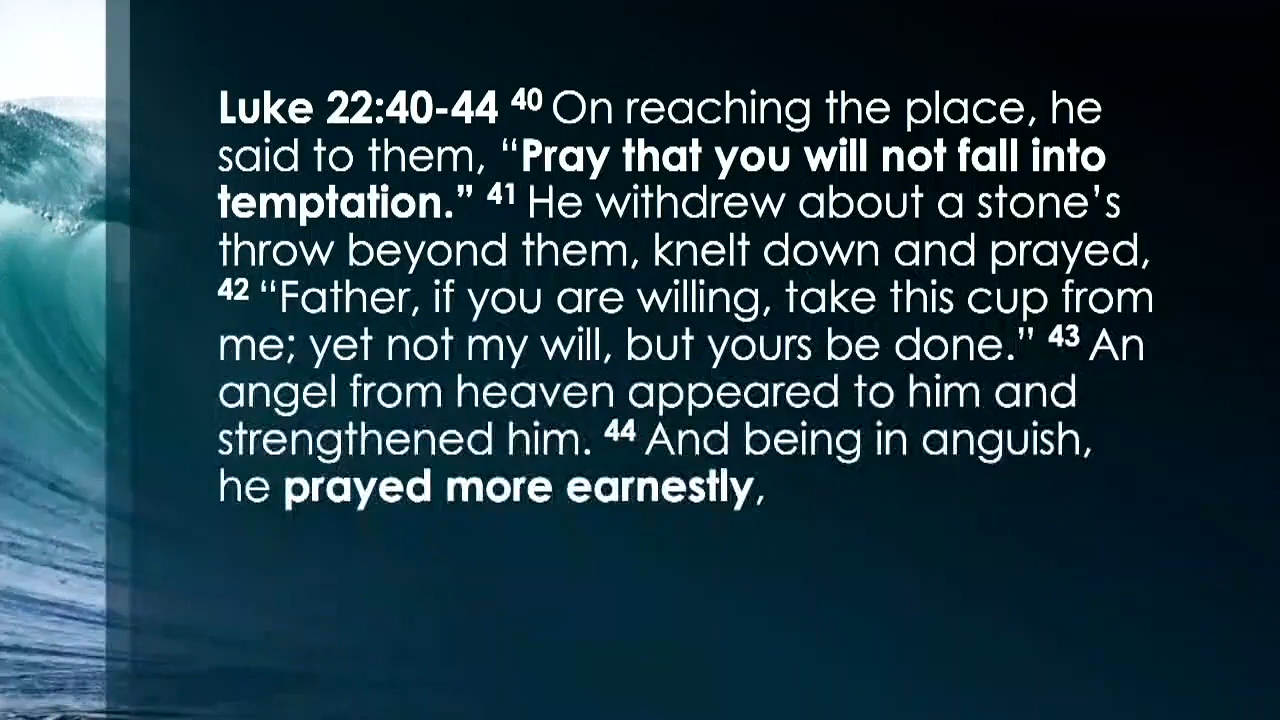 Luke 22:40-44 40 On reaching the place, he
said to them, “Pray that you will not fall into
temptation.” 41 He withdrew about a stone’s
throw beyond them, knelt down and prayed,
42 “Father, if you are willing, take this cup from
me; yet not my will, but yours be done.” 43 An
angel from heaven appeared to him and
strengthened him. 44 And being in anguish,
he prayed more earnestly,